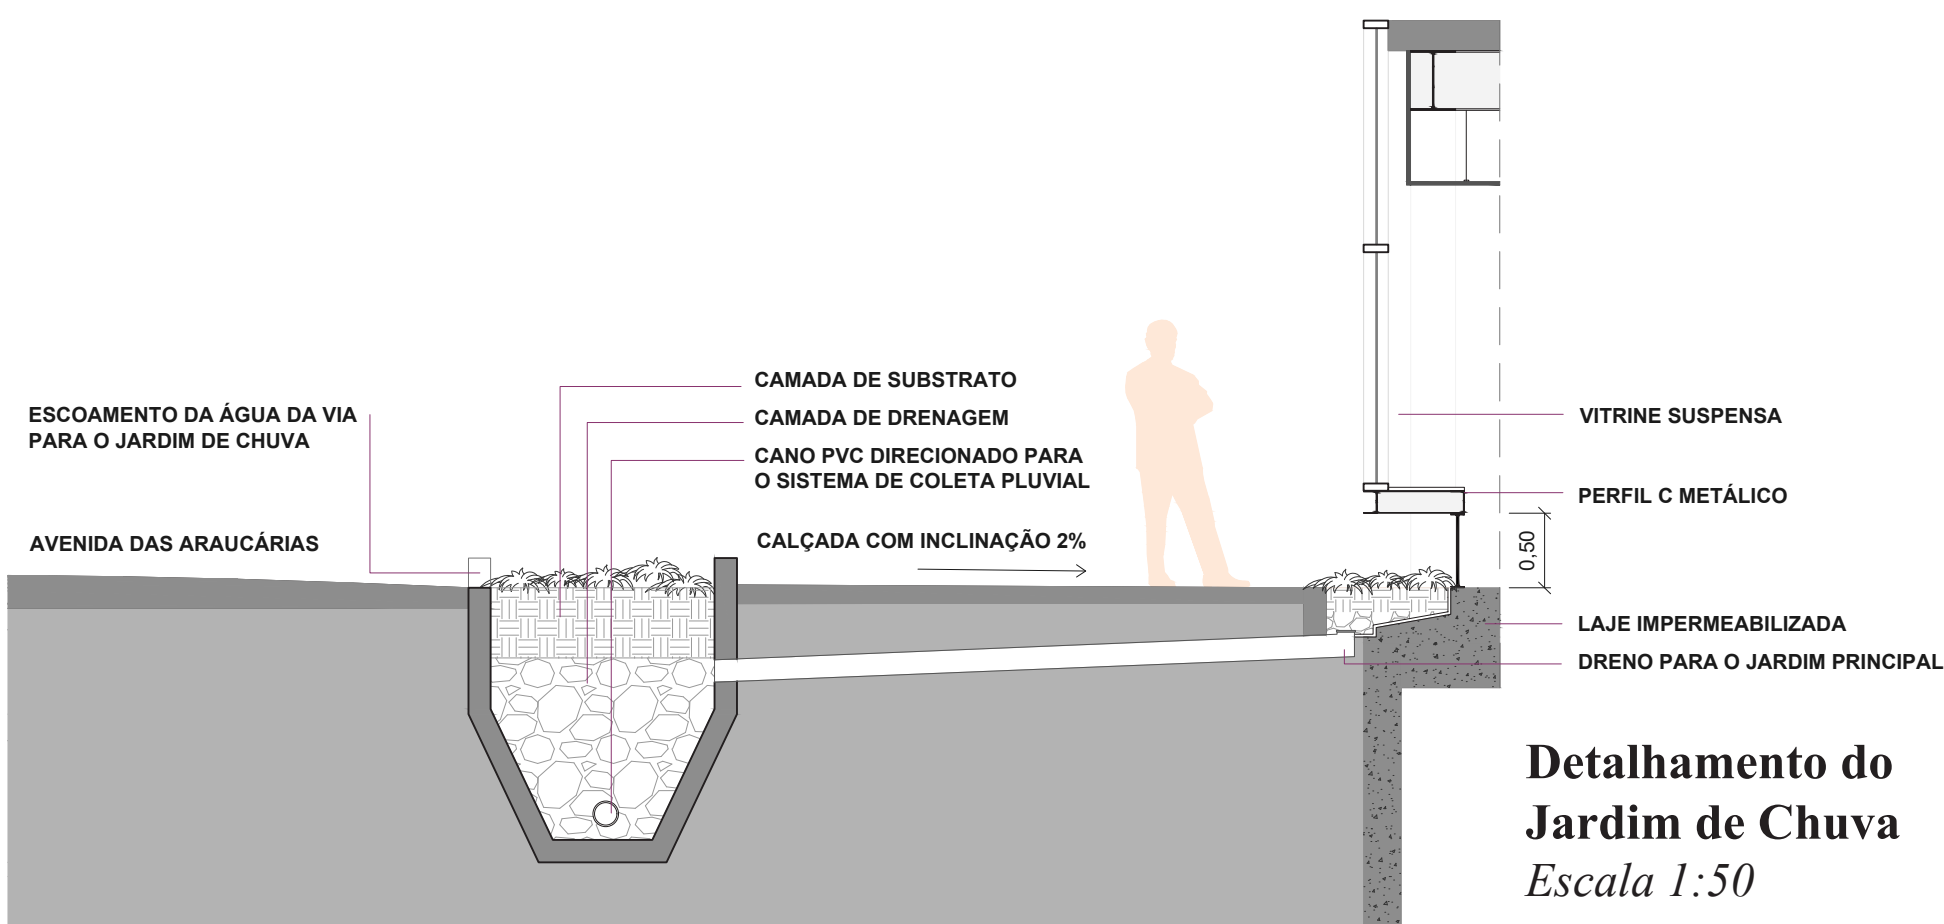 ESCOAMENTO DA ÁGUA DA VIA
PARA O JARDIM DE CHUVA
AVENIDA DAS ARAUCÁRIAS
CAMADA DE SUBSTRATO
CAMADA DE DRENAGEM
CANO PVC DIRECIONADO PARA
O SISTEMA DE COLETA PLUVIAL
CALÇADA COM INCLINAÇÃO 2%
VITRINE SUSPENSA
PERFIL C METÁLICO
0,50
LAJE IMPERMEABILIZADA
DRENO PARA O JARDIM PRINCIPAL
Detalhamento do
Jardim de Chuva
Escala 1:50